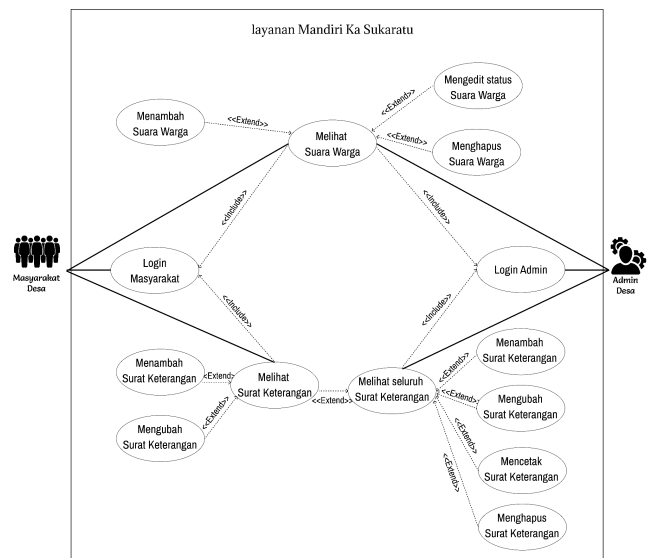 layanan Mandiri Ka Sukaratu
Mengedit status
Suara Warga
<<Extend>>
Menambah
Suara Warga
<<Extend>>
Melihat
Suara Warga
<<Extend>>
Menghapus
Suara Warga
<<Include>>
<<Include>>
Masyarakat
Desa
Login
Masyarakat
Login Admin
Admin
Desa
<<Include>>
<<Include>>
Menambah
Surat Keterangan
<Extend>>
Melihat
Surat Keterangan
<<Extend>>
Melihat seluruh
Surat Keterangan
<<Extend>>
Menambah
Surat Keterangan
<<Extend>>
Mengubah
Surat Keterangan
Mengubah
Surat Keterangan
<<Extend>>
<<Extend>>
Mencetak
Surat Keterangan
<<Extend>>
Menghapus
Surat Keterangan